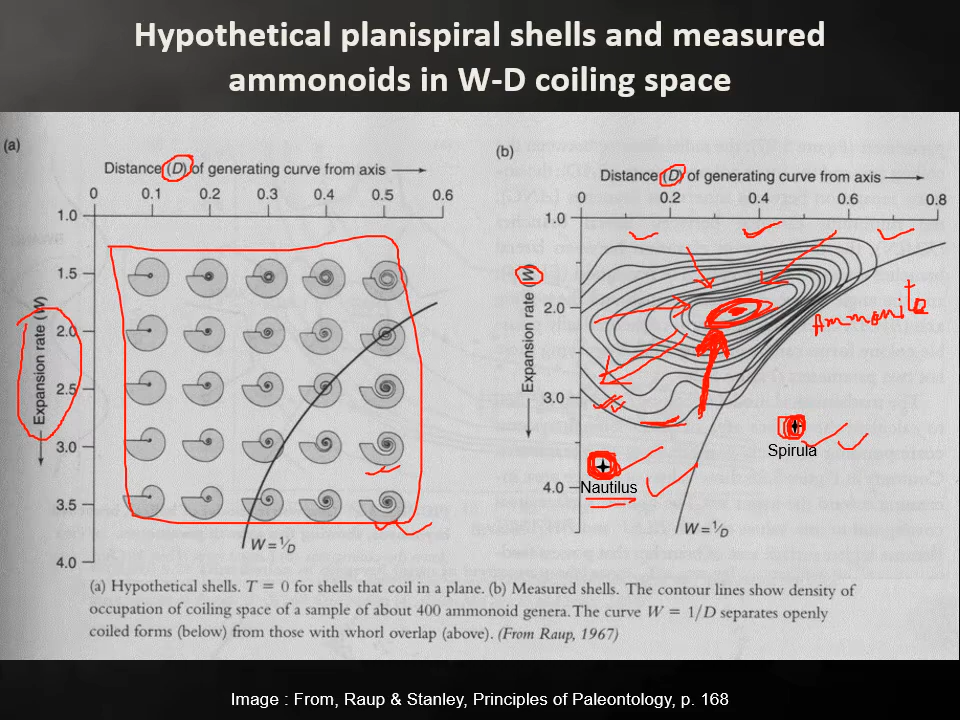 Hypothetical planispiral shells and measured
ammonoids in W-D coiling space
(a)
Distance (D) of generating curve from axis
0 0.1 0.2 0.3 0.4 0.5 0.6
1.0
1.5
2.0
2.5
3.0
3.5
4.0
Expansion rate (W)
W = 1/D
(b)
Distance (D) of generating curve from axis
0 0.2 0.4 0.6 0.8
1.0
2.0
3.0
4.0
Expansion rate (W)
Ammonite
Spirula
Nautilus
W = 1/D
(a) Hypothetical shells. T = 0 for shells that coil in a plane. (b) Measured shells. The contour lines show density of
occupation of coiling space of a sample of about 400 ammonoid genera. The curve W = 1/D separates openly
coiled forms (below) from those with whorl overlap (above). (From Raup, 1967)
Image : From, Raup & Stanley, Principles of Paleontology, p. 168